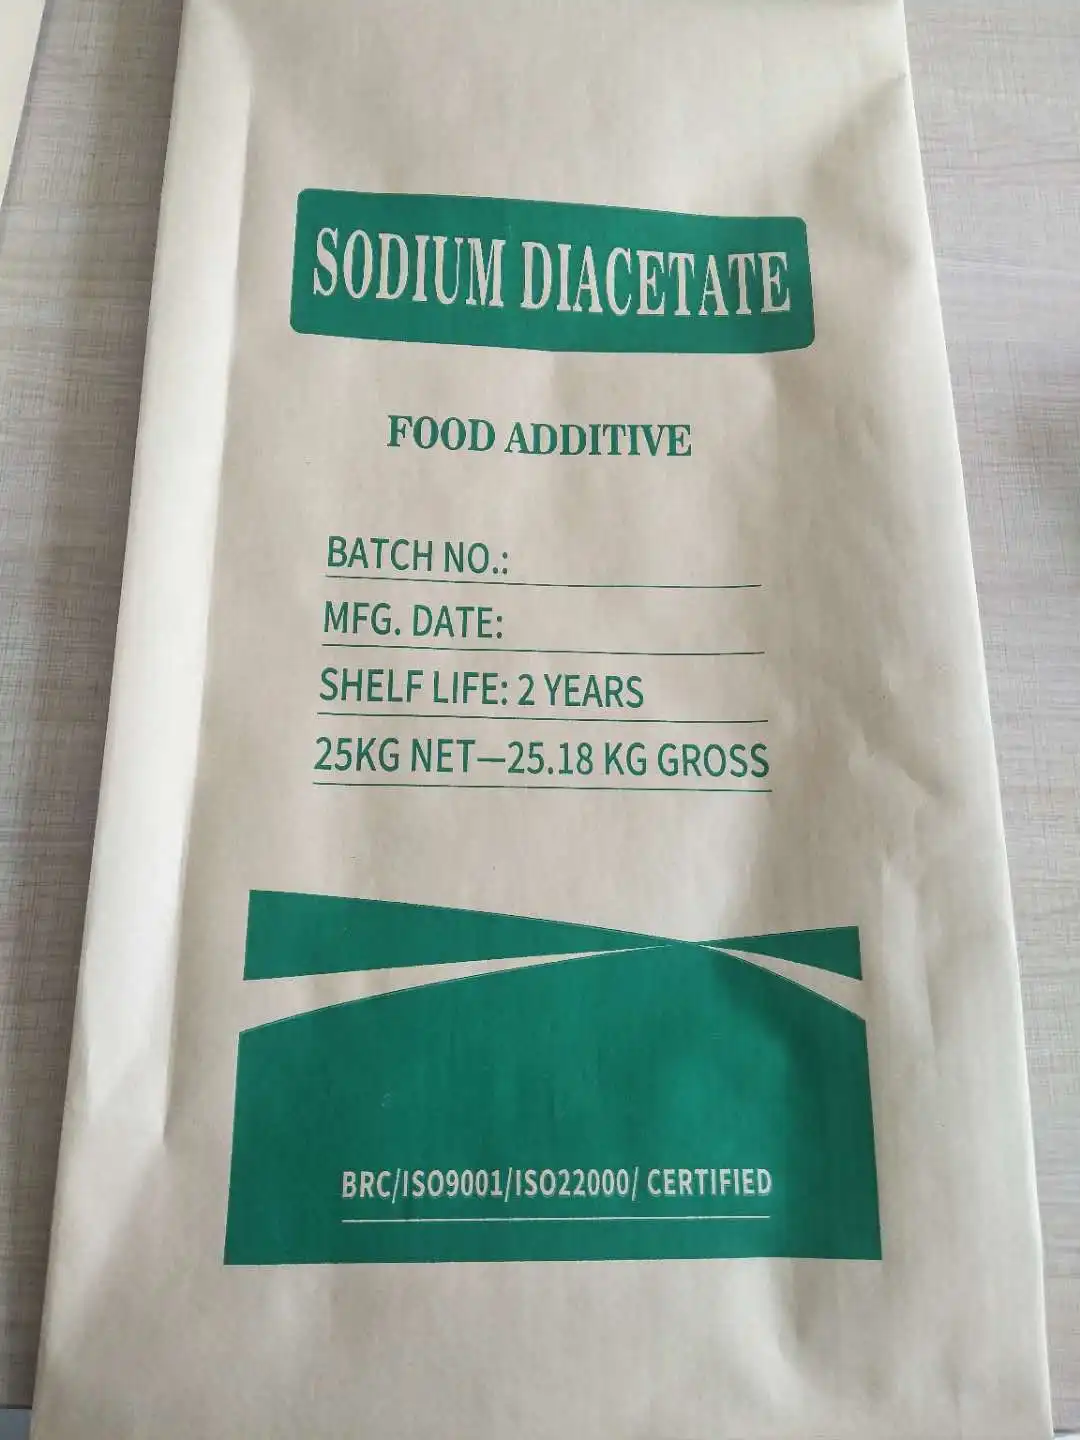 SODIUM DIACETATE
FOOD ADDITIVE
BATCH NO.:
MFG. DATE:
SHELF LIFE: 2 YEARS
25KG NET—25.18 KG GROSS
BRC/ISO9001/ISO22000/ CERTIFIED